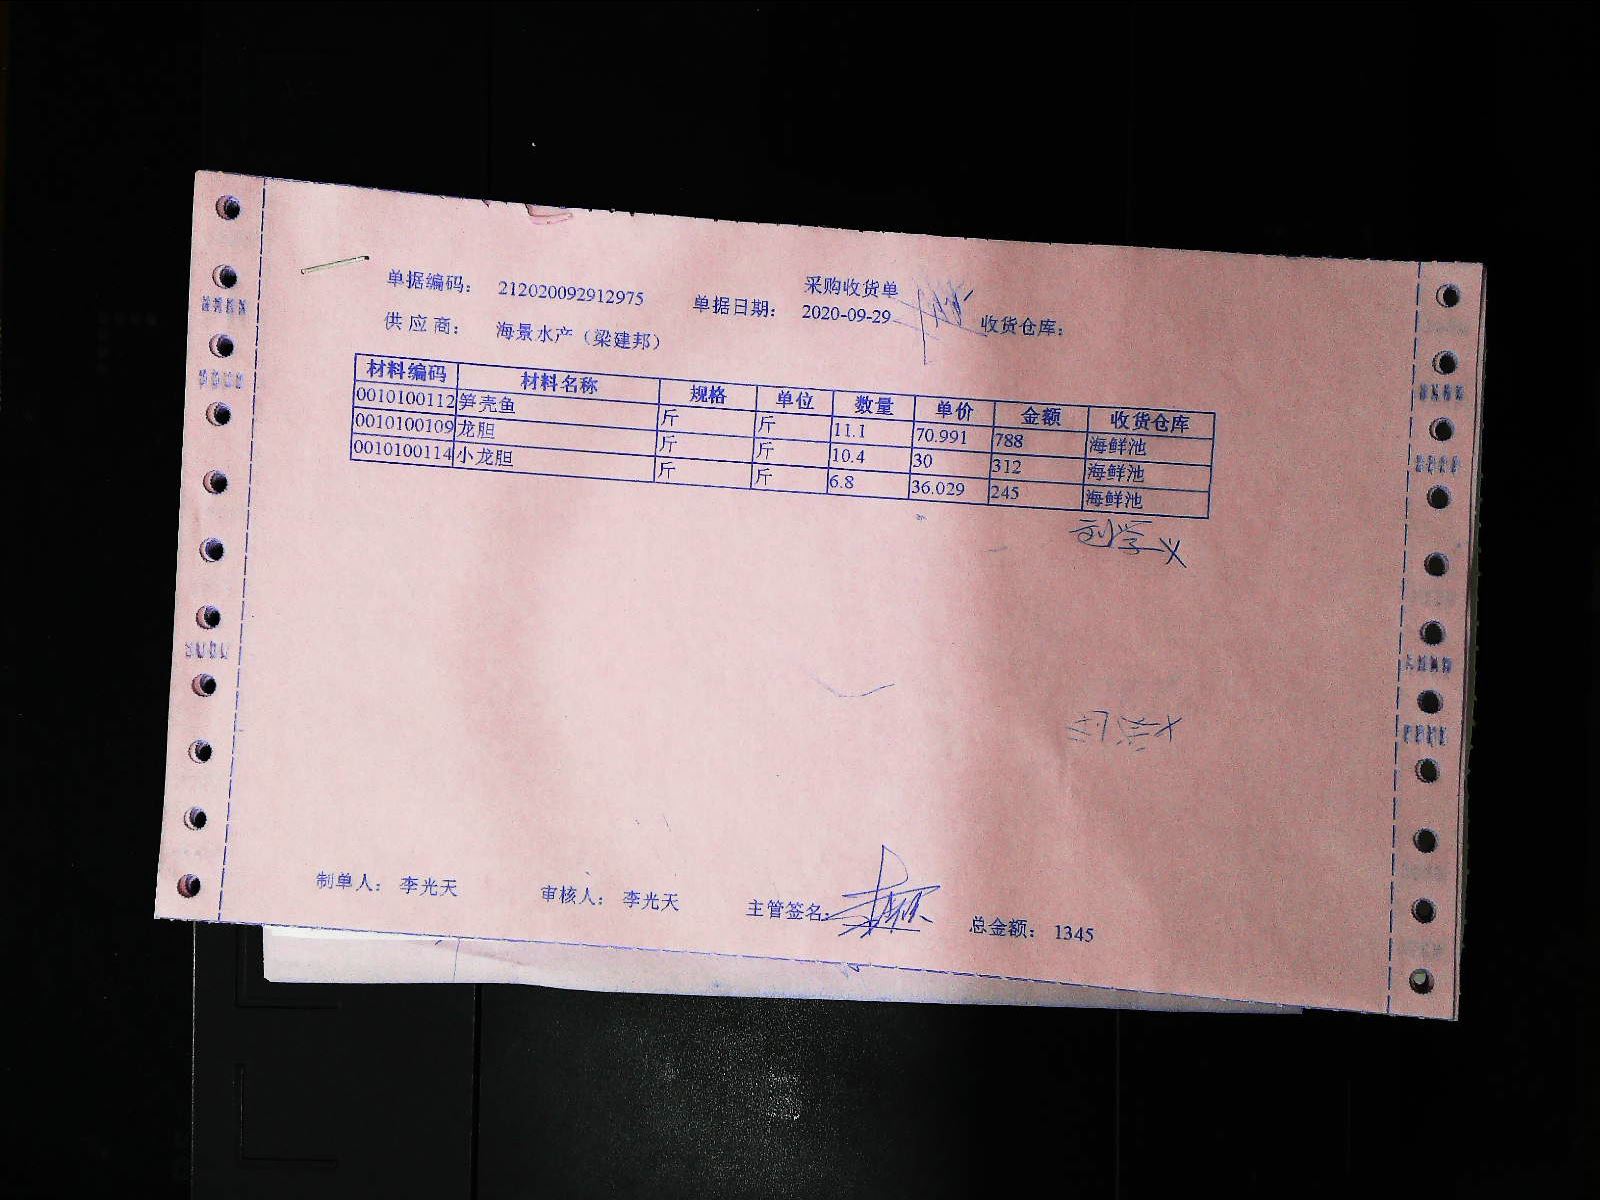 采购收货单
单据编码： 212020092912975 单据日期： 2020-09-29 收货仓库：
供 应 商： 海景水产（梁建邦）
材料编码 材料名称 规格 单位 数量 单价 金额 收货仓库
0010100112 笋壳鱼 斤 斤 11.1 70.991 788 海鲜池
0010100109 龙胆 斤 斤 10.4 30 312 海鲜池
0010100114 小龙胆 斤 斤 6.8 36.029 245 海鲜池
刘学义
制单人： 李光天 审核人： 李光天 主管签名： 总金额： 1345